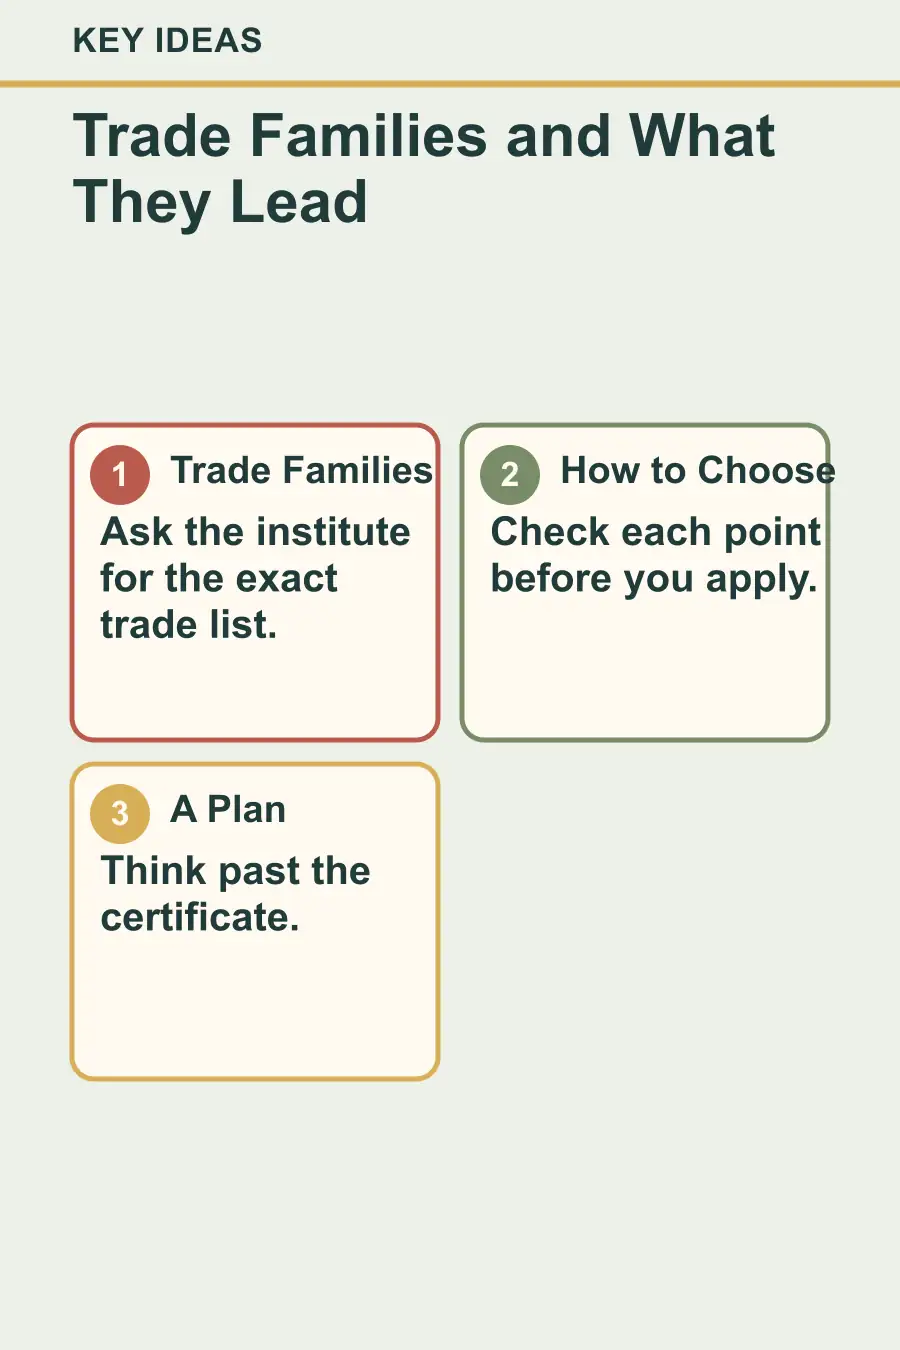 KEY IDEAS
Trade Families and What
They Lead
1 Trade Families
Ask the institute
for the exact
trade list.
2 How to Choose
Check each point
before you apply.
3 A Plan
Think past the
certificate.